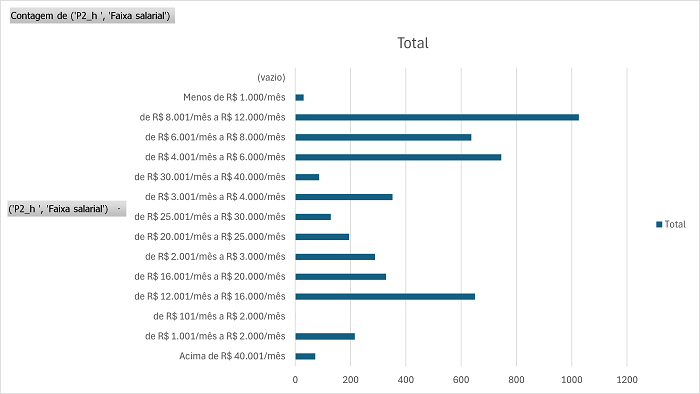 Contagem de ('P2_h ', 'Faixa salarial')
Total
(vazio)
Menos de R$ 1.000/mês
de R$ 8.001/mês a R$ 12.000/mês
de R$ 6.001/mês a R$ 8.000/mês
de R$ 4.001/mês a R$ 6.000/mês
de R$ 30.001/mês a R$ 40.000/mês
de R$ 3.001/mês a R$ 4.000/mês
('P2_h ', 'Faixa salarial')
de R$ 25.001/mês a R$ 30.000/mês
de R$ 20.001/mês a R$ 25.000/mês
de R$ 2.001/mês a R$ 3.000/mês
de R$ 16.001/mês a R$ 20.000/mês
de R$ 12.001/mês a R$ 16.000/mês
de R$ 101/mês a R$ 2.000/mês
de R$ 1.001/mês a R$ 2.000/mês
Acima de R$ 40.001/mês
Total
0 200 400 600 800 1000 1200